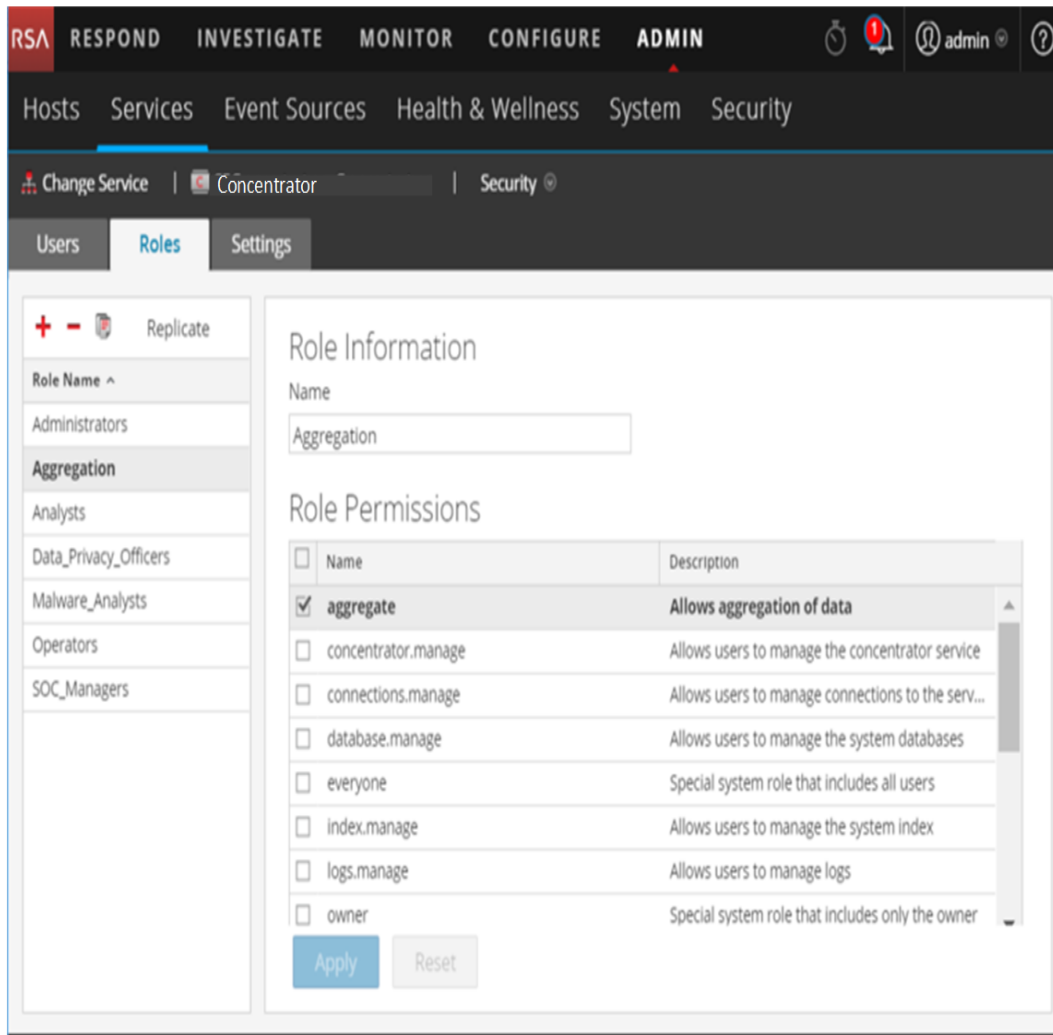 RSA RESPOND INVESTIGATE MONITOR CONFIGURE ADMIN 1 admin ?
Hosts Services Event Sources Health & Wellness System Security
Change Service | C Concentrator | Security
Users Roles Settings
Replicate
Role Name
Administrators
Aggregation
Analysts
Data_Privacy_Officers
Malware_Analysts
Operators
SOC_Managers
Role Information
Name
Aggregation
Role Permissions
Name Description
aggregate Allows aggregation of data
concentrator.manage Allows users to manage the concentrator service
connections.manage Allows users to manage connections to the serv...
database.manage Allows users to manage the system databases
everyone Special system role that includes all users
index.manage Allows users to manage the system index
logs.manage Allows users to manage logs
owner Special system role that includes only the owner
Apply Reset